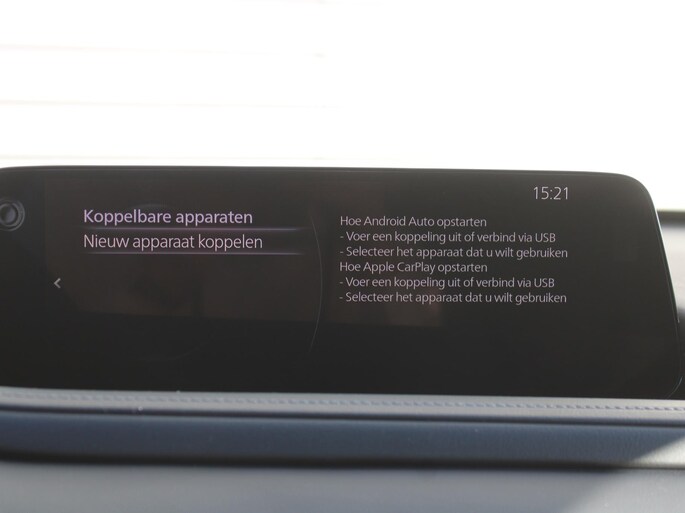 15:21
Koppelbare apparaten
Nieuw apparaat koppelen
Hoe Android Auto opstarten
- Voer een koppeling uit of verbind via USB
- Selecteer het apparaat dat u wilt gebruiken
Hoe Apple CarPlay opstarten
- Voer een koppeling uit of verbind via USB
- Selecteer het apparaat dat u wilt gebruiken